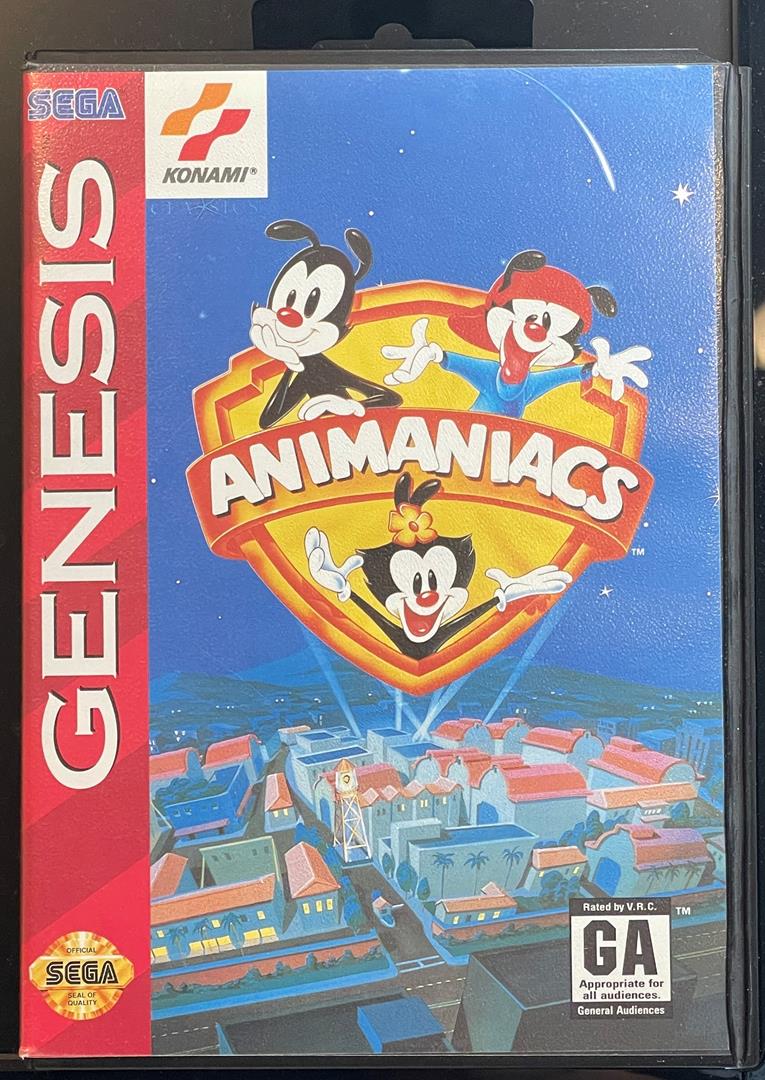 SEGA
GENESIS
KONAMI®
ANIMANIACS
TM
Rated by V.R.C.
TM
GA
Appropriate for
all audiences.
General Audiences
OFFICIAL
SEGA
SEAL OF
QUALITY